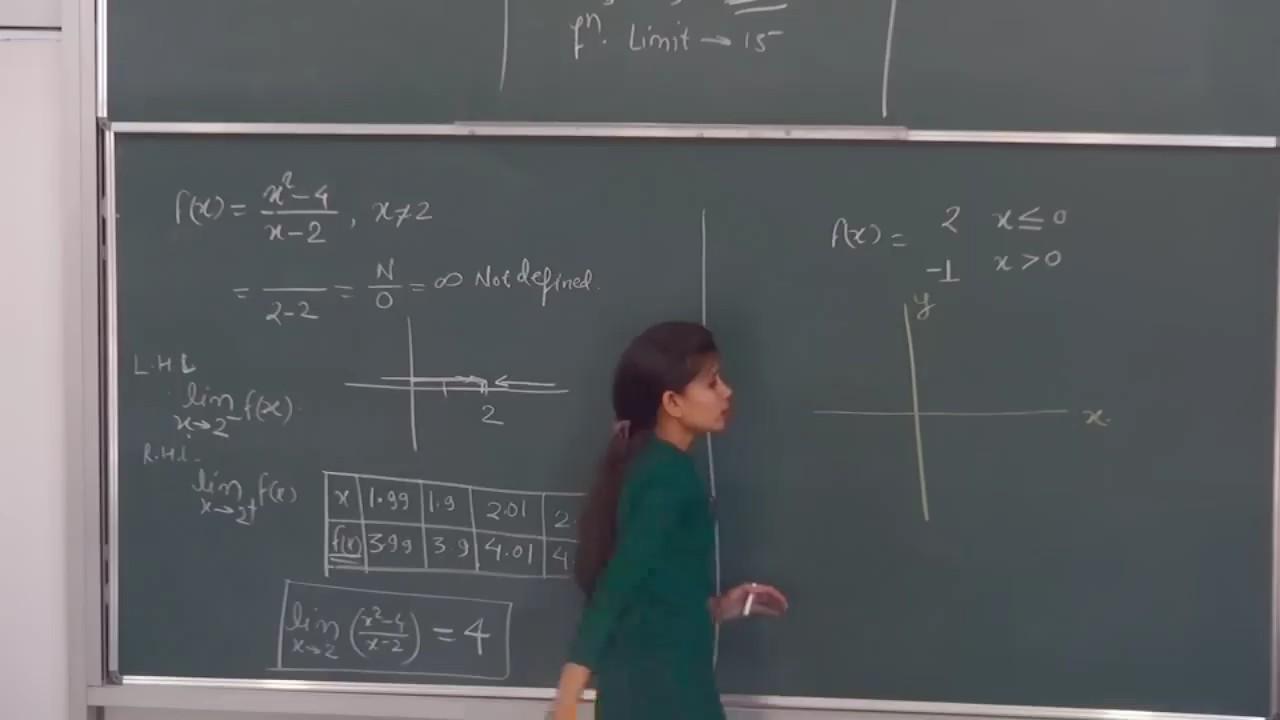 fⁿ. Limit → 15
f(x) = x²-4 / x-2 , x≠2
= / 2-2 = N/0 = ∞ Not defined.
2
L.H.L
lim x→2⁻ f(x).
R.H.L
lim x→2⁺ f(x)
x 1.99 1.9 2.01 2.
f(x) 3.99 3.9 4.01 4.
lim x→2 (x²-4 / x-2) = 4
f(x) = 2 x≤0
-1 x>0
y
x.